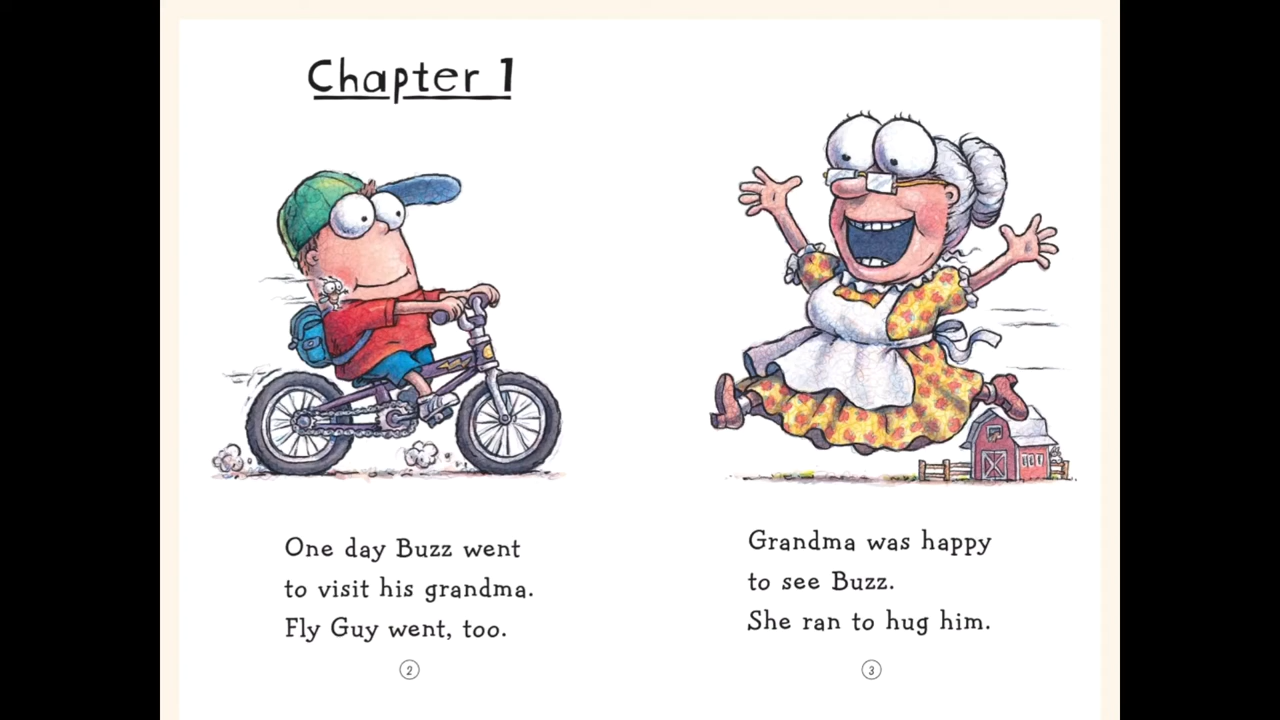 Chapter 1
One day Buzz went
to visit his grandma.
Fly Guy went, too.
2
Grandma was happy
to see Buzz.
She ran to hug him.
3